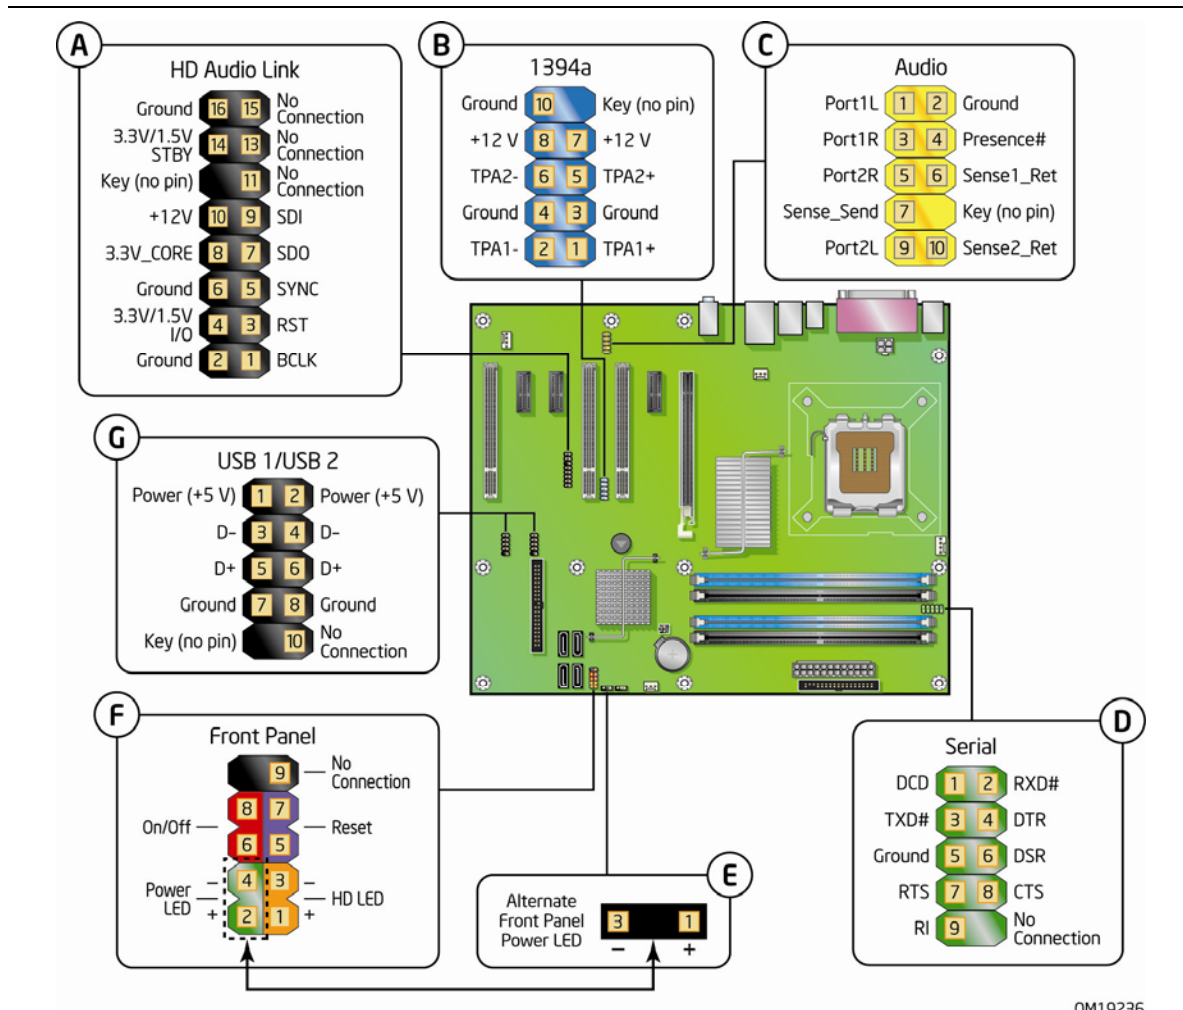 A
HD Audio Link
Ground 16 15 No Connection
3.3V/1.5V STBY 14 13 No Connection
Key (no pin) 11 No Connection
+12V 10 9 SDI
3.3V_CORE 8 7 SDO
Ground 6 5 SYNC
3.3V/1.5V I/O 4 3 RST
Ground 2 1 BCLK
B
1394a
Ground 10 Key (no pin)
+12 V 8 7 +12 V
TPA2- 6 5 TPA2+
Ground 4 3 Ground
TPA1- 2 1 TPA1+
C
Audio
Port1L 1 2 Ground
Port1R 3 4 Presence#
Port2R 5 6 Sense1_Ret
Sense_Send 7 Key (no pin)
Port2L 9 10 Sense2_Ret
G
USB 1/USB 2
Power (+5 V) 1 2 Power (+5 V)
D- 3 4 D-
D+ 5 6 D+
Ground 7 8 Ground
Key (no pin) 10 No Connection
F
Front Panel
9 No Connection
8 7
On/Off Reset
6 5
- 4 3 -
Power LED HD LED
+ 2 1 +
E
Alternate
Front Panel
Power LED
3 1
- +
D
Serial
DCD 1 2 RXD#
TXD# 3 4 DTR
Ground 5 6 DSR
RTS 7 8 CTS
RI 9 No Connection
OM19236